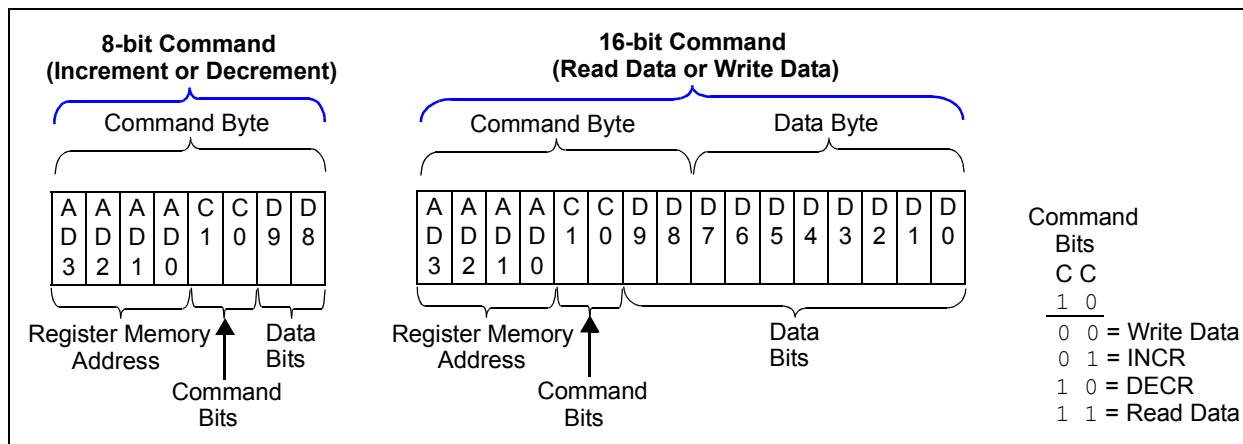 8-bit Command
(Increment or Decrement)
Command Byte
A A A A C C D D
D D D D 1 0 9 8
3 2 1 0
Register Memory Address
Data Bits
Command Bits
16-bit Command
(Read Data or Write Data)
Command Byte
Data Byte
A A A A C C D D D D D D D D D D
D D D D 1 0 9 8 7 6 5 4 3 2 1 0
3 2 1 0
Register Memory
Address
Data
Bits
Command
Bits
Command
Bits
C C
1 0
0 0 = Write Data
0 1 = INCR
1 0 = DECR
1 1 = Read Data